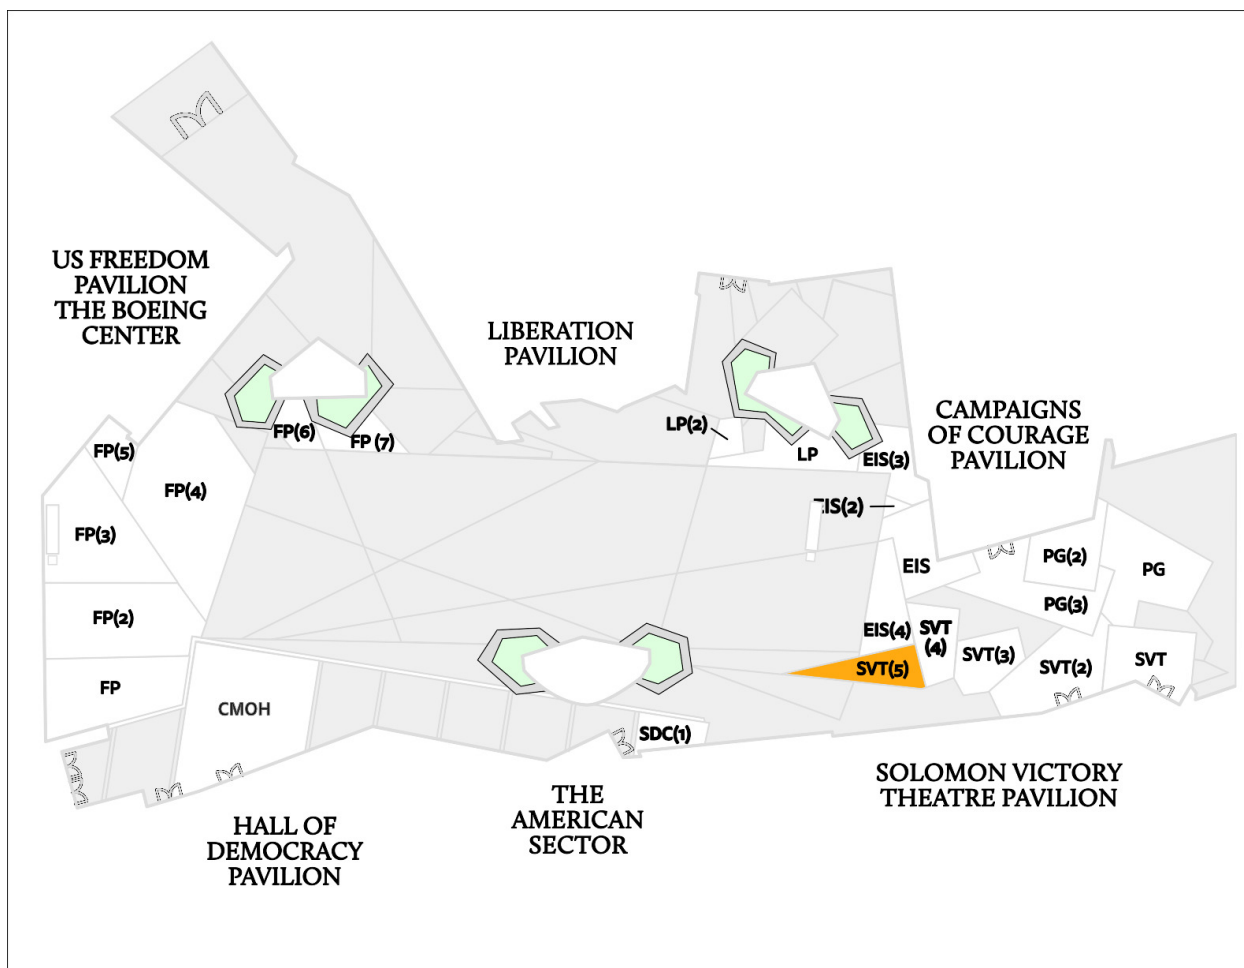 US FREEDOM
PAVILION
THE BOEING
CENTER
LIBERATION
PAVILION
CAMPAIGNS
OF COURAGE
PAVILION
LP(2)
LP
EIS(3)
EIS(2)
EIS
EIS(4)
FP(6)
FP (7)
FP(5)
FP(4)
FP(3)
FP(2)
FP
PG(2)
PG
PG(3)
SVT
(4)
SVT(3)
SVT(2)
SVT
SVT(5)
CMOH
SDC(1)
SOLOMON VICTORY
THEATRE PAVILION
THE
AMERICAN
SECTOR
HALL OF
DEMOCRACY
PAVILION